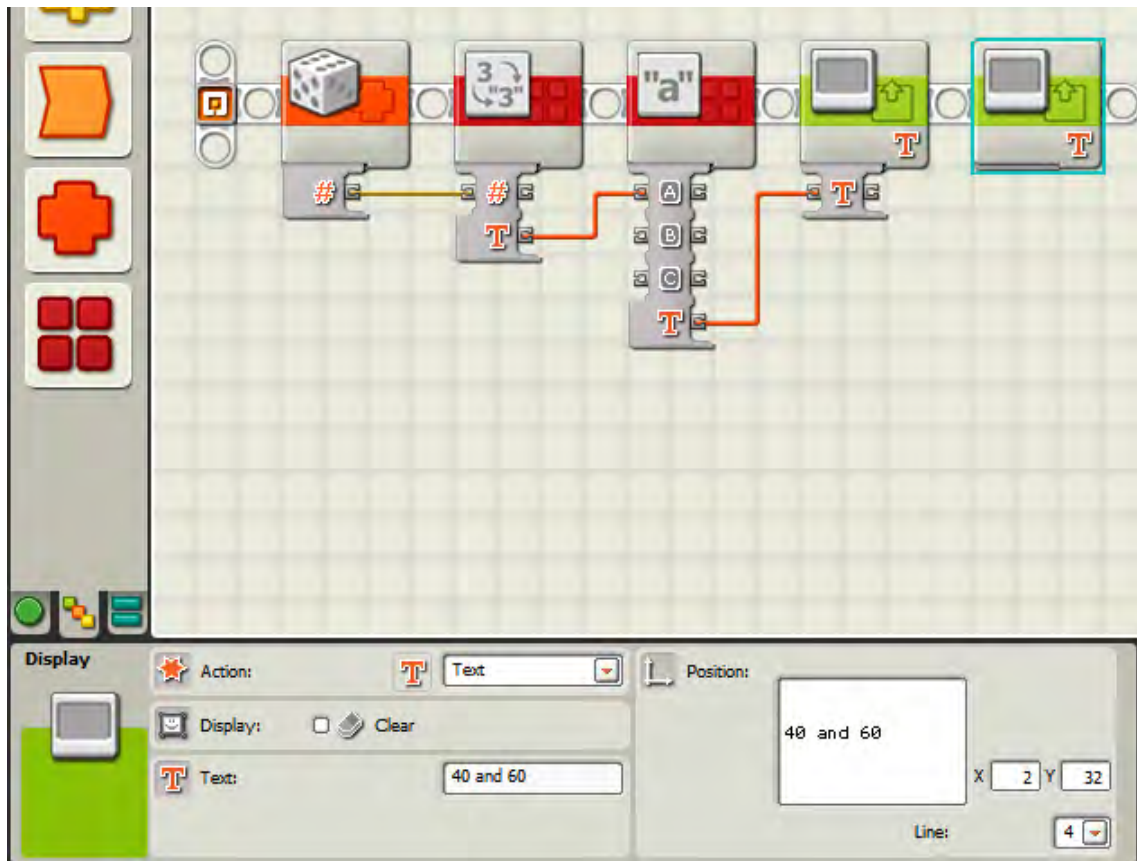 3
"3"
"a"
T
T
#
#
A
T
T
B
C
T
Display
Action:
T
Text
Position:
Display:
Clear
40 and 60
T
Text:
40 and 60
X
2
Y
32
Line:
4